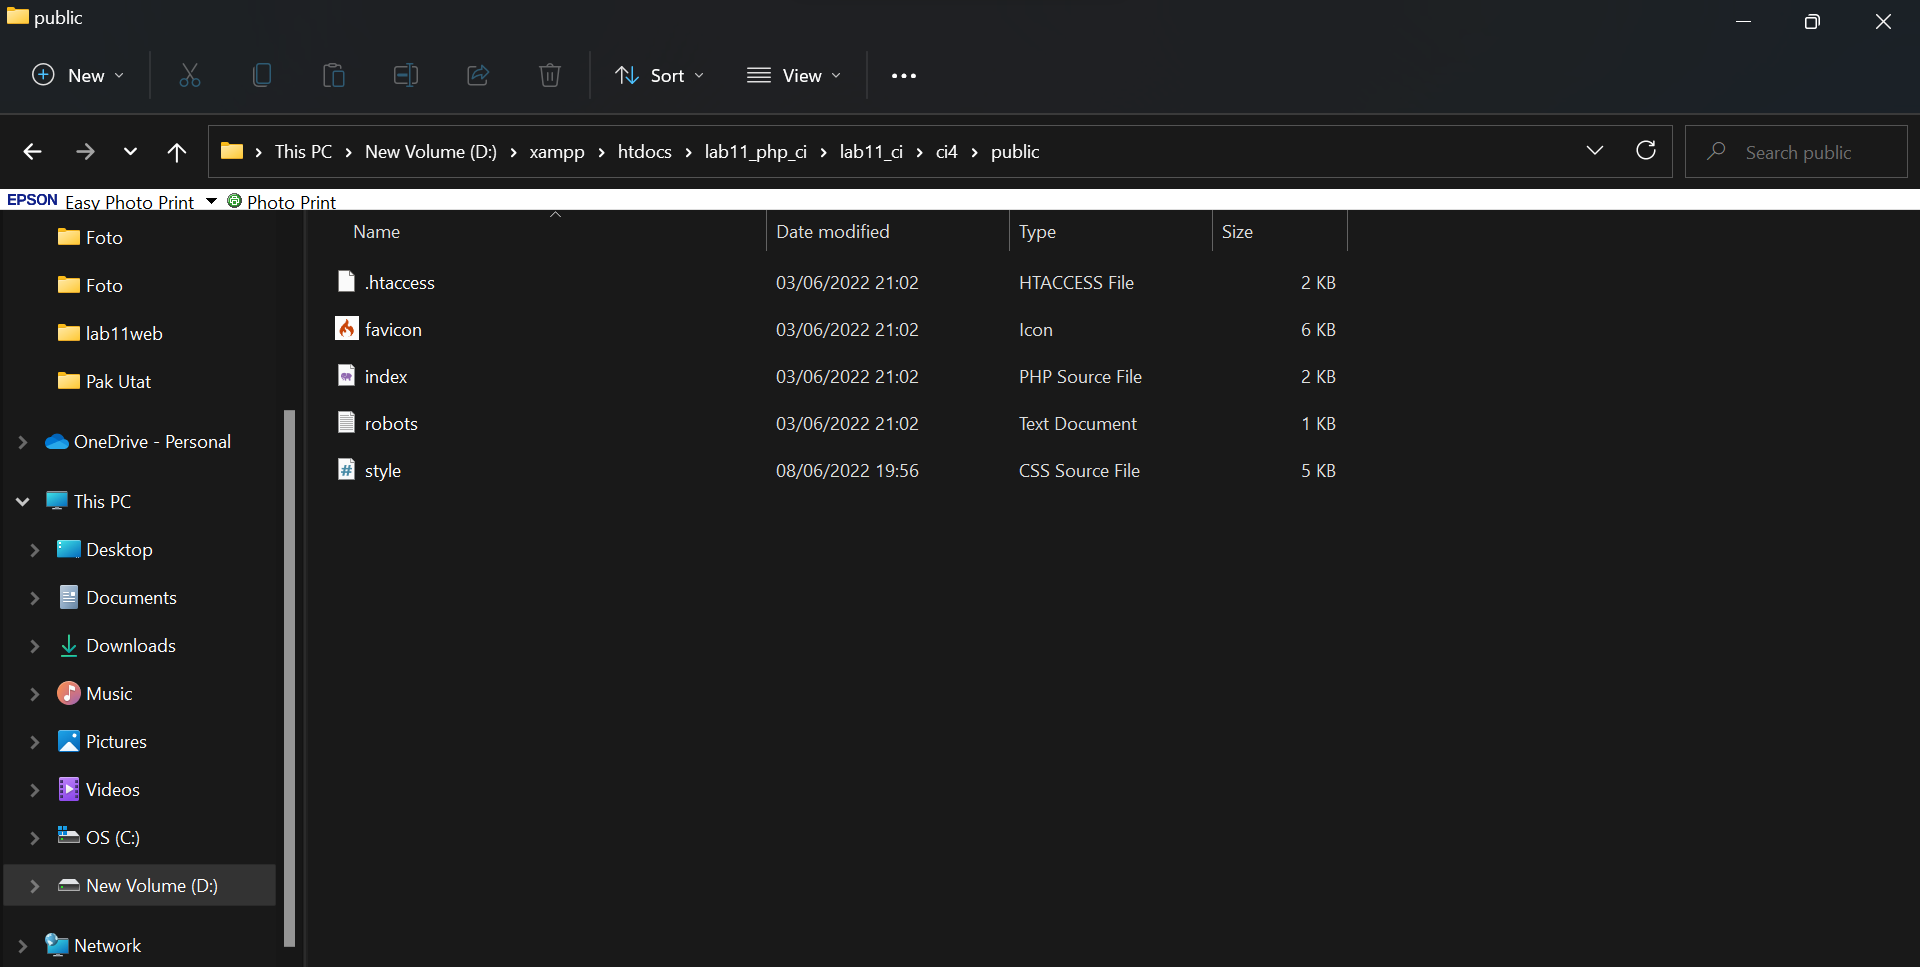 public
New
Sort
View
This PC > New Volume (D:) > xampp > htdocs > lab11_php_ci > lab11_ci > ci4 > public
Search public
EPSON Easy Photo Print Photo Print
Foto
Foto
lab11web
Pak Utat
OneDrive - Personal
This PC
Desktop
Documents
Downloads
Music
Pictures
Videos
OS (C:)
New Volume (D:)
Network
Name Date modified Type Size
.htaccess 03/06/2022 21:02 HTACCESS File 2 KB
favicon 03/06/2022 21:02 Icon 6 KB
index 03/06/2022 21:02 PHP Source File 2 KB
robots 03/06/2022 21:02 Text Document 1 KB
style 08/06/2022 19:56 CSS Source File 5 KB